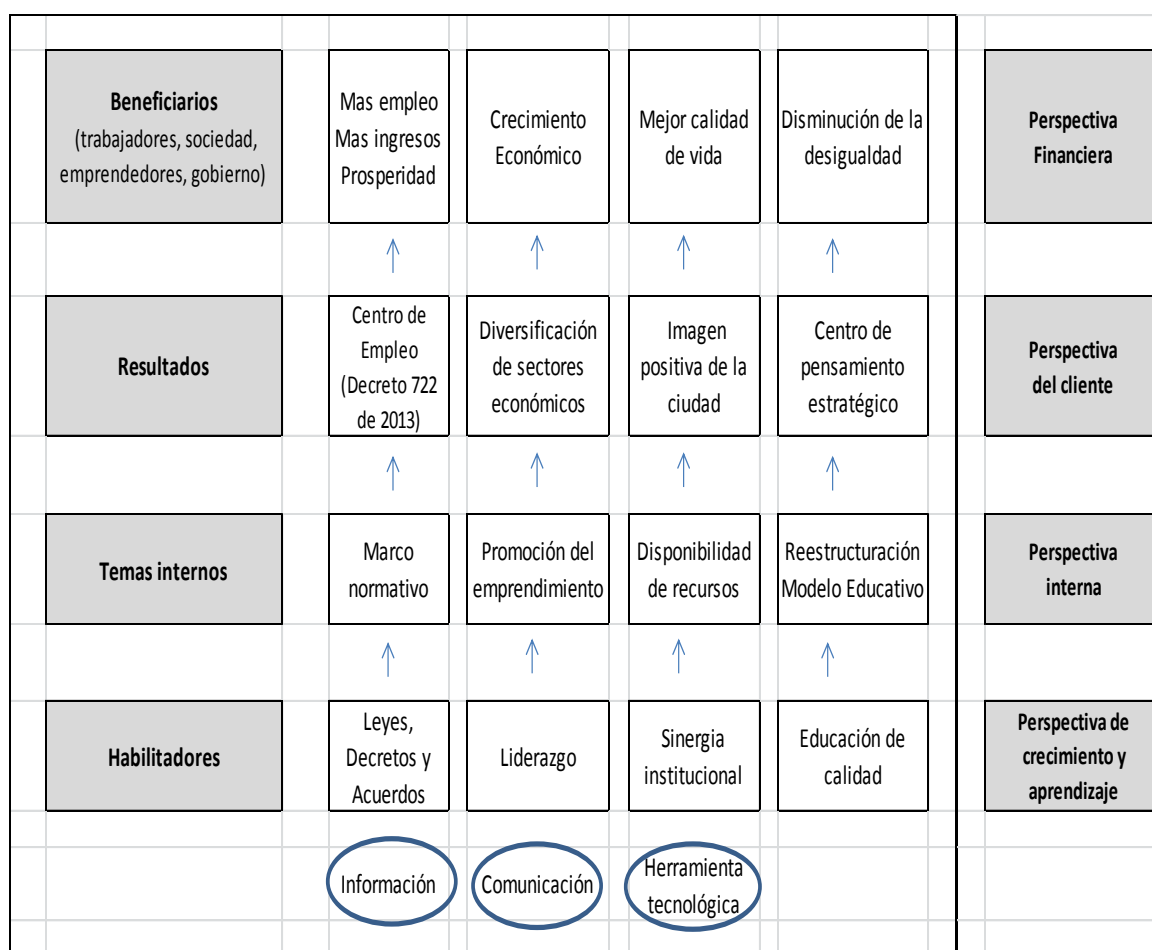 Beneficiarios
(trabajadores, sociedad,
emprendedores, gobierno)
Mas empleo
Mas ingresos
Prosperidad
Crecimiento
Económico
Mejor calidad
de vida
Disminución de la
desigualdad
Perspectiva
Financiera
Resultados
Centro de
Empleo
(Decreto 722
de 2013)
Diversificación
de sectores
económicos
Imagen
positiva de la
ciudad
Centro de
pensamiento
estratégico
Perspectiva
del cliente
Temas internos
Marco
normativo
Promoción del
emprendimiento
Disponibilidad
de recursos
Reestructuración
Modelo Educativo
Perspectiva
interna
Habilitadores
Leyes,
Decretos y
Acuerdos
Liderazgo
Sinergia
institucional
Educación de
calidad
Perspectiva de
crecimiento y
aprendizaje
Información
Comunicación
Herramienta
tecnológica